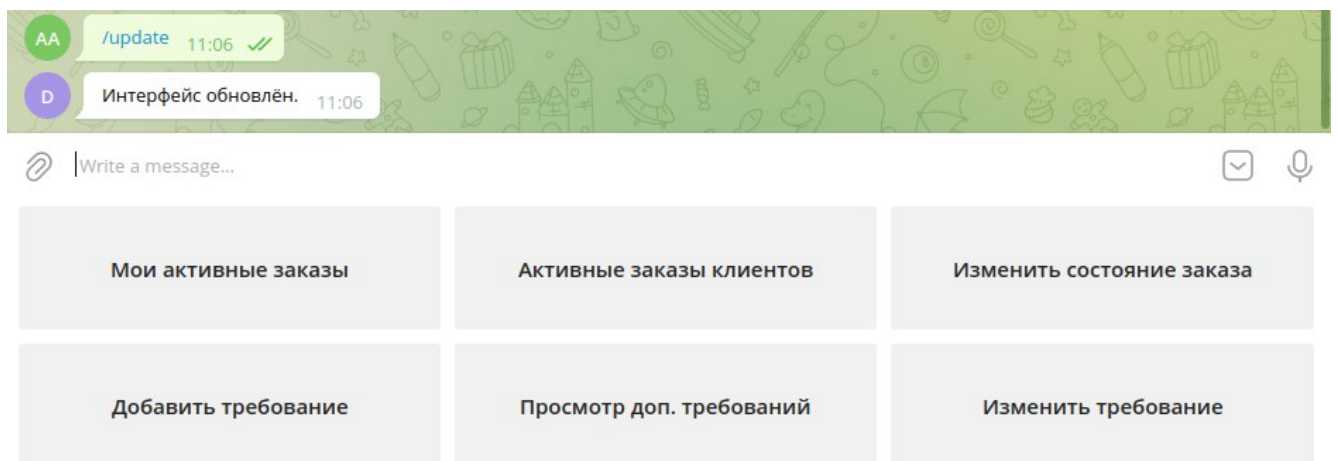 AA
/update 11:06
D
Интерфейс обновлён. 11:06
Write a message...
Мои активные заказы
Активные заказы клиентов
Изменить состояние заказа
Добавить требование
Просмотр доп. требований
Изменить требование